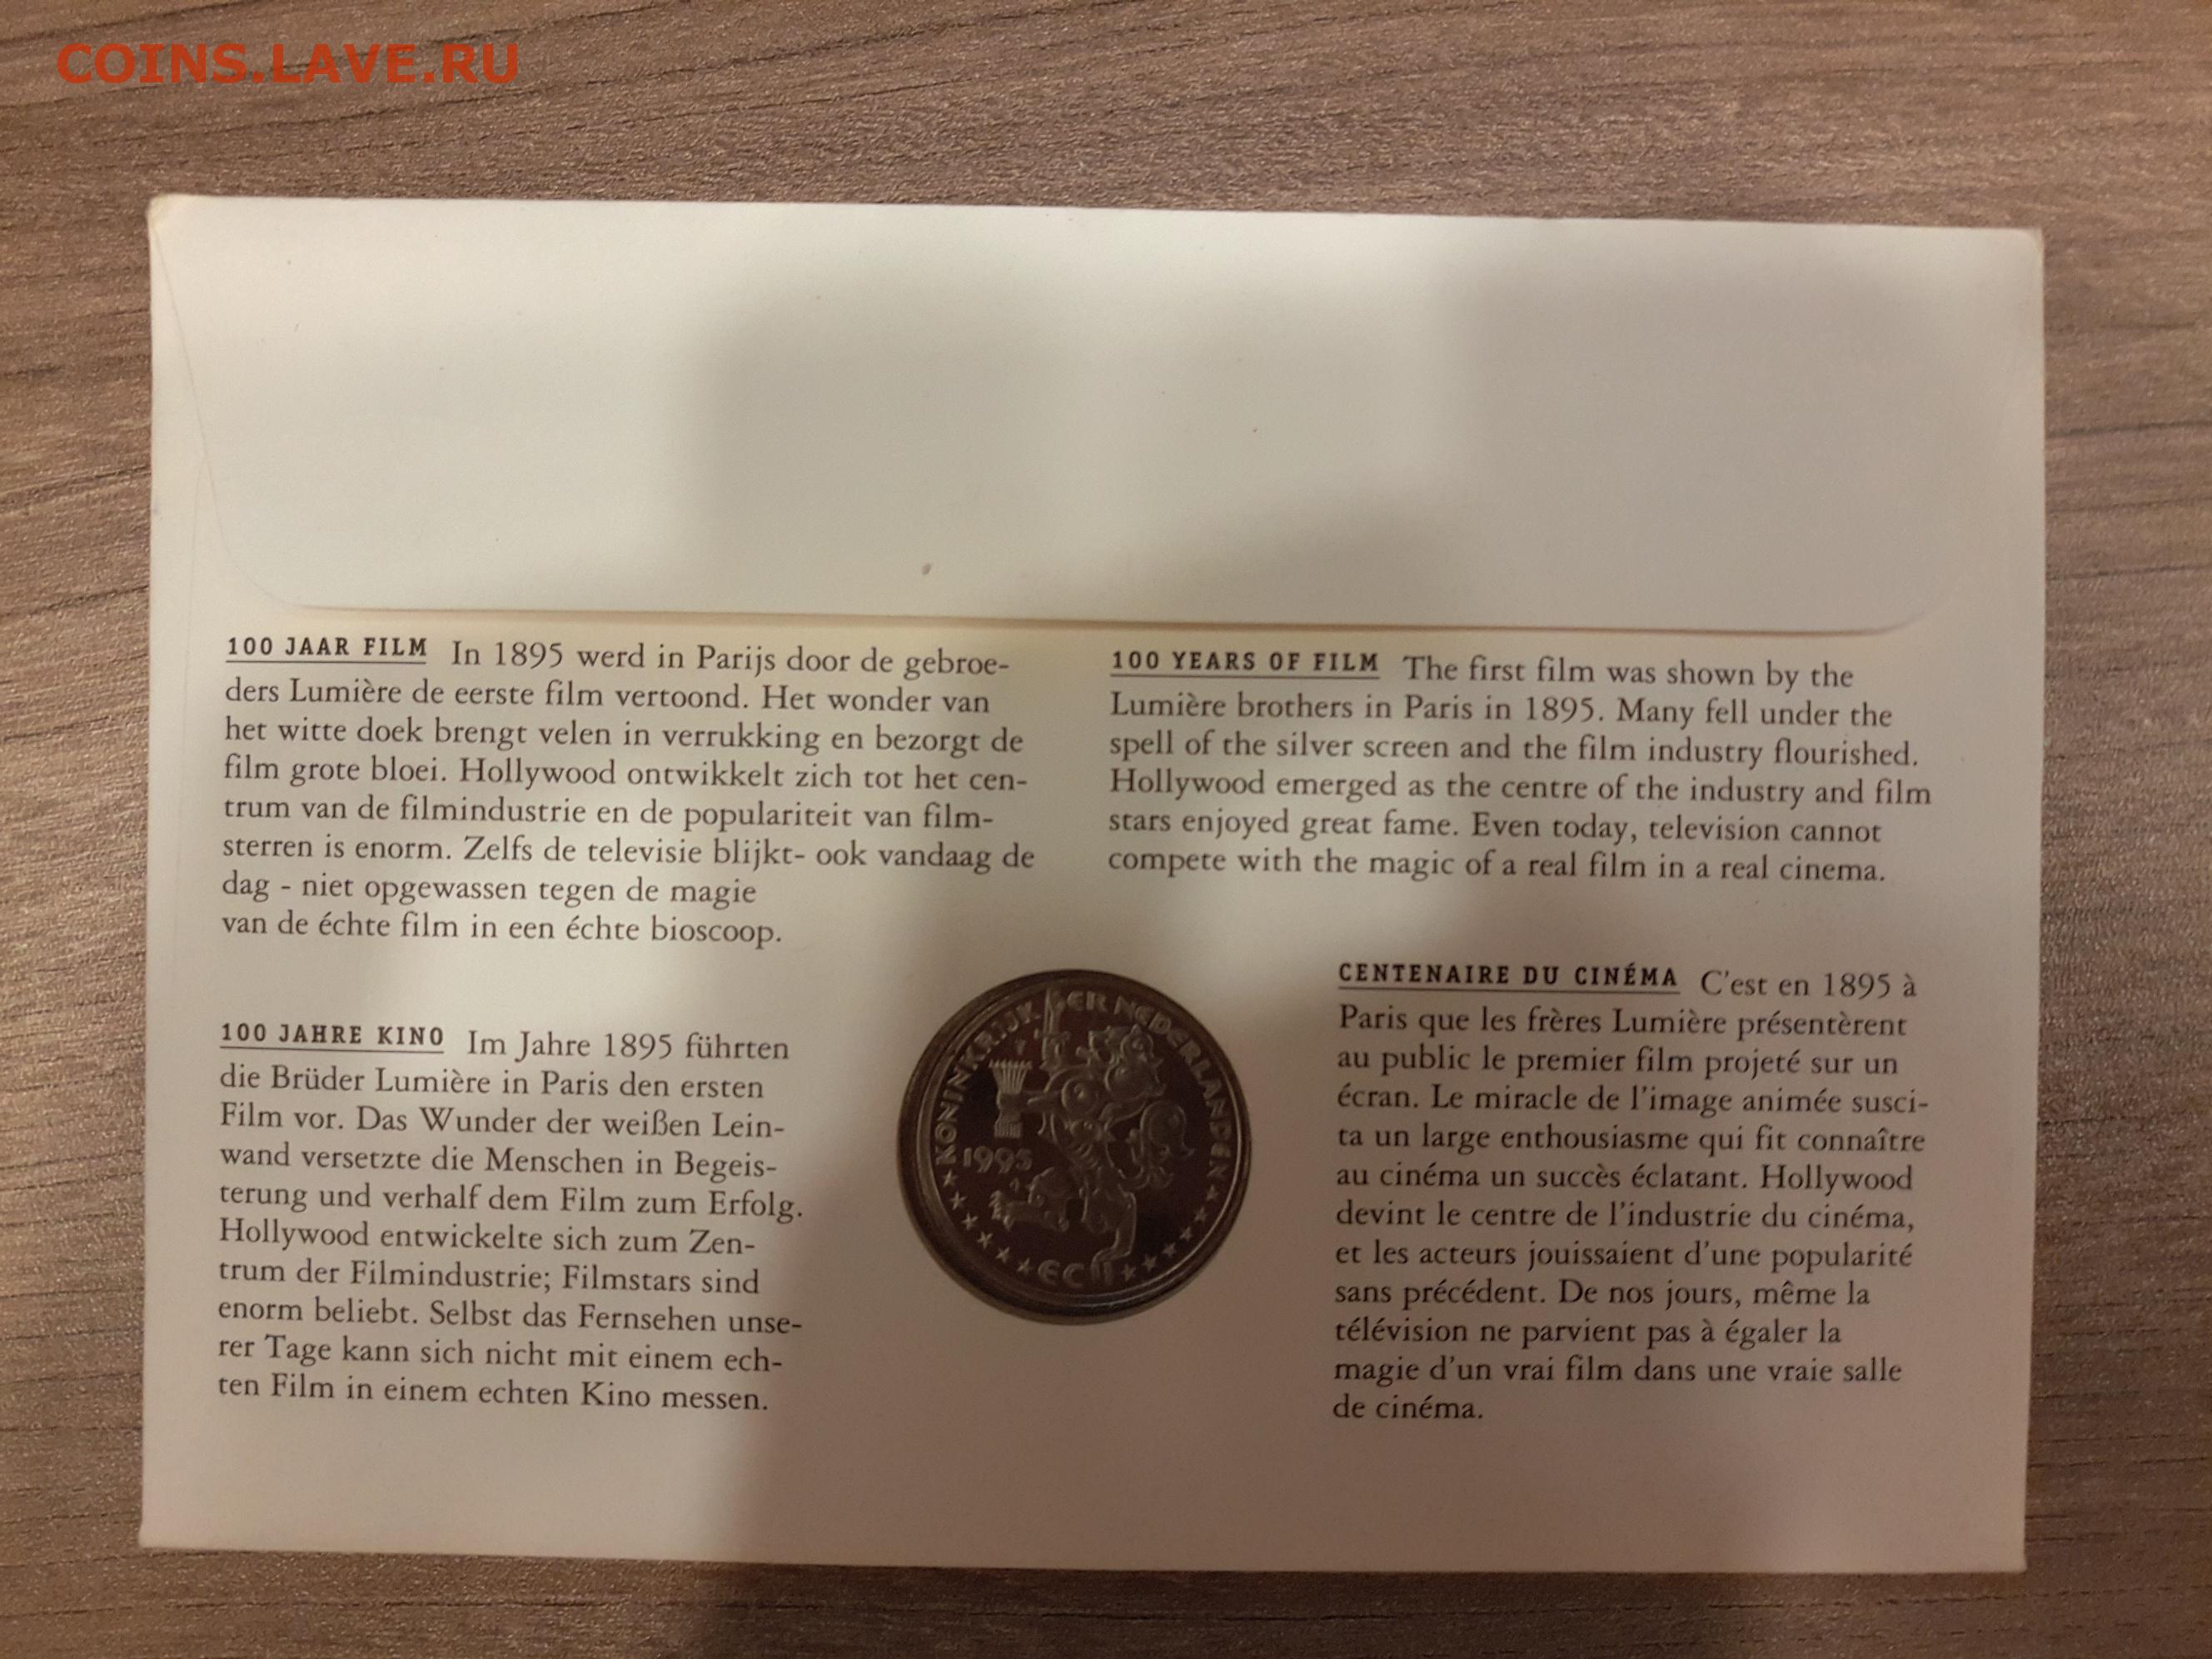 COINS.LAVE.RU
100 JAAR FILM In 1895 werd in Parijs door de gebroe-
ders Lumière de eerste film vertoond. Het wonder van
het witte doek brengt velen in verrukking en bezorgt de
film grote bloei. Hollywood ontwikkelt zich tot het cen-
trum van de filmindustrie en de populariteit van film-
sterren is enorm. Zelfs de televisie blijkt- ook vandaag de
dag - niet opgewassen tegen de magie
van de échte film in een échte bioscoop.
100 YEARS OF FILM The first film was shown by the
Lumière brothers in Paris in 1895. Many fell under the
spell of the silver screen and the film industry flourished.
Hollywood emerged as the centre of the industry and film
stars enjoyed great fame. Even today, television cannot
compete with the magic of a real film in a real cinema.
100 JAHRE KINO Im Jahre 1895 führten
die Brüder Lumière in Paris den ersten
Film vor. Das Wunder der weißen Lein-
wand versetzte die Menschen in Begeis-
terung und verhalf dem Film zum Erfolg.
Hollywood entwickelte sich zum Zen-
trum der Filmindustrie; Filmstars sind
enorm beliebt. Selbst das Fernsehen unse-
rer Tage kann sich nicht mit einem ech-
ten Film in einem echten Kino messen.
KONINKRIJK DER NEDERLANDEN
1995
ECU
CENTENAIRE DU CINÉMA C'est en 1895 à
Paris que les frères Lumière présentèrent
au public le premier film projeté sur un
écran. Le miracle de l'image animée susci-
ta un large enthousiasme qui fit connaître
au cinéma un succès éclatant. Hollywood
devint le centre de l'industrie du cinéma,
et les acteurs jouissaient d'une popularité
sans précédent. De nos jours, même la
télévision ne parvient pas à égaler la
magie d'un vrai film dans une vraie salle
de cinéma.